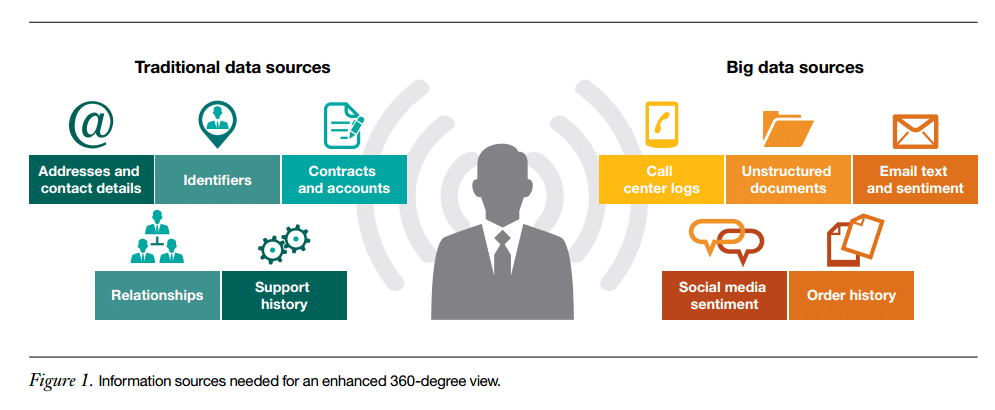 Traditional data sources
Big data sources
@
Addresses and
contact details
Identifiers
Contracts
and accounts
Call
center logs
Unstructured
documents
Email text
and sentiment
Relationships
Support
history
Social media
sentiment
Order history
Figure 1. Information sources needed for an enhanced 360-degree view.